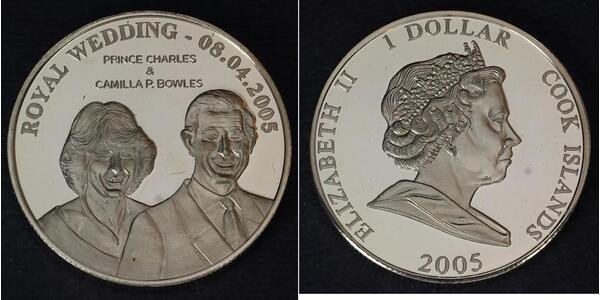 ROYAL WEDDING - 08.04.2005
PRINCE CHARLES
&
CAMILLA P. BOWLES
ELIZABETH II 1 DOLLAR COOK ISLANDS
2005